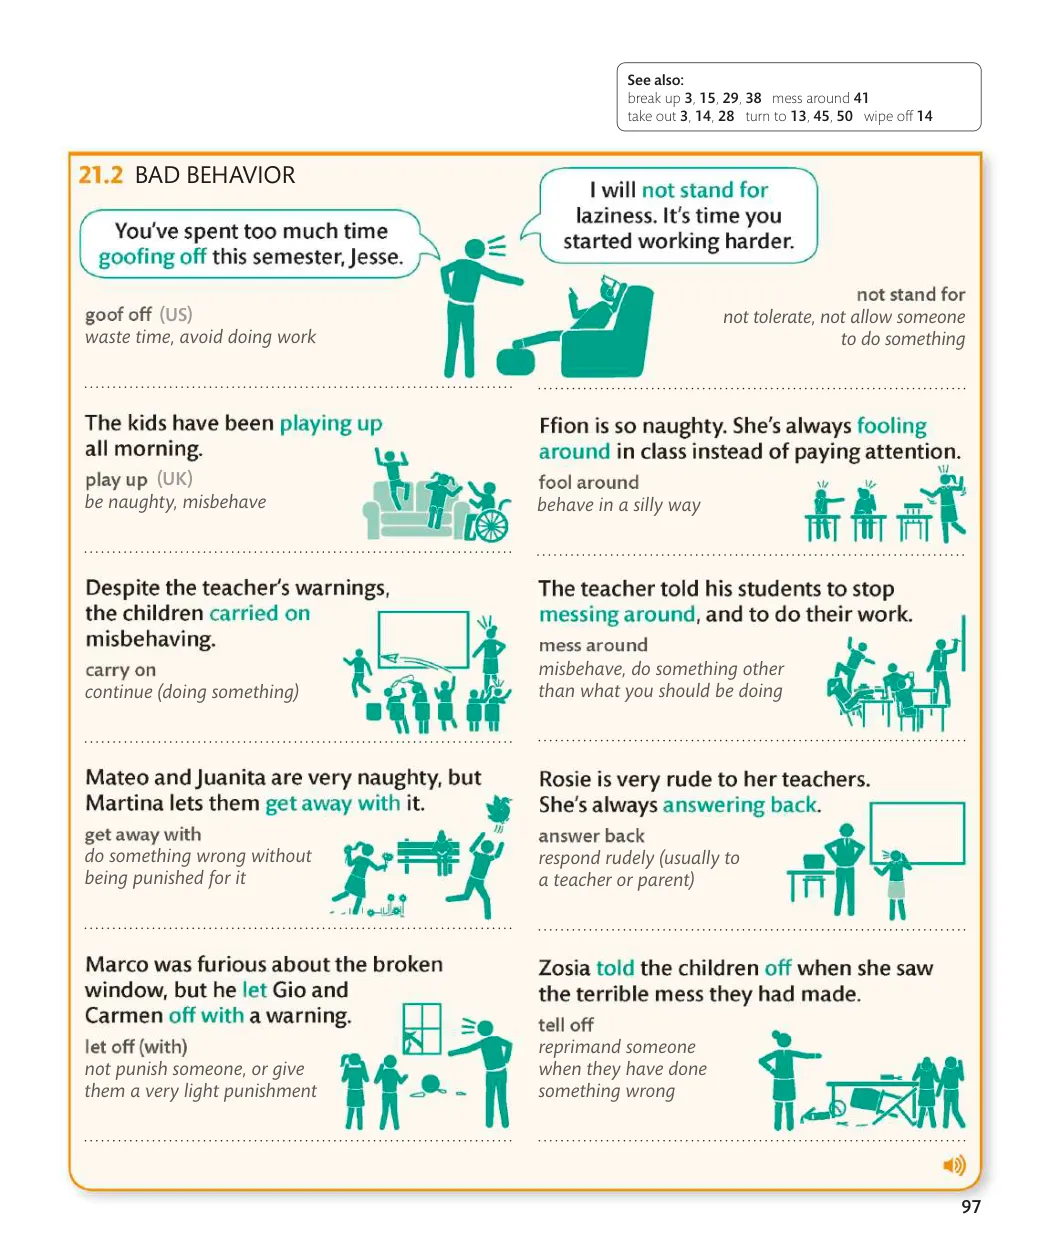 See also:
break up 3, 15, 29, 38 mess around 41
take out 3, 14, 28 turn to 13, 45, 50 wipe off 14
21.2 BAD BEHAVIOR
You've spent too much time
goofing off this semester, Jesse.
goof off (US)
waste time, avoid doing work
I will not stand for
laziness. It's time you
started working harder.
not stand for
not tolerate, not allow someone
to do something
The kids have been playing up
all morning.
play up (UK)
be naughty, misbehave
Ffion is so naughty. She's always fooling
around in class instead of paying attention.
fool around
behave in a silly way
Despite the teacher's warnings,
the children carried on
misbehaving.
carry on
continue (doing something)
The teacher told his students to stop
messing around, and to do their work.
mess around
misbehave, do something other
than what you should be doing
Mateo and Juanita are very naughty, but
Martina lets them get away with it.
get away with
do something wrong without
being punished for it
Rosie is very rude to her teachers.
She's always answering back.
answer back
respond rudely (usually to
a teacher or parent)
Marco was furious about the broken
window, but he let Gio and
Carmen off with a warning.
let off (with)
not punish someone, or give
them a very light punishment
Zosia told the children off when she saw
the terrible mess they had made.
tell off
reprimand someone
when they have done
something wrong
97